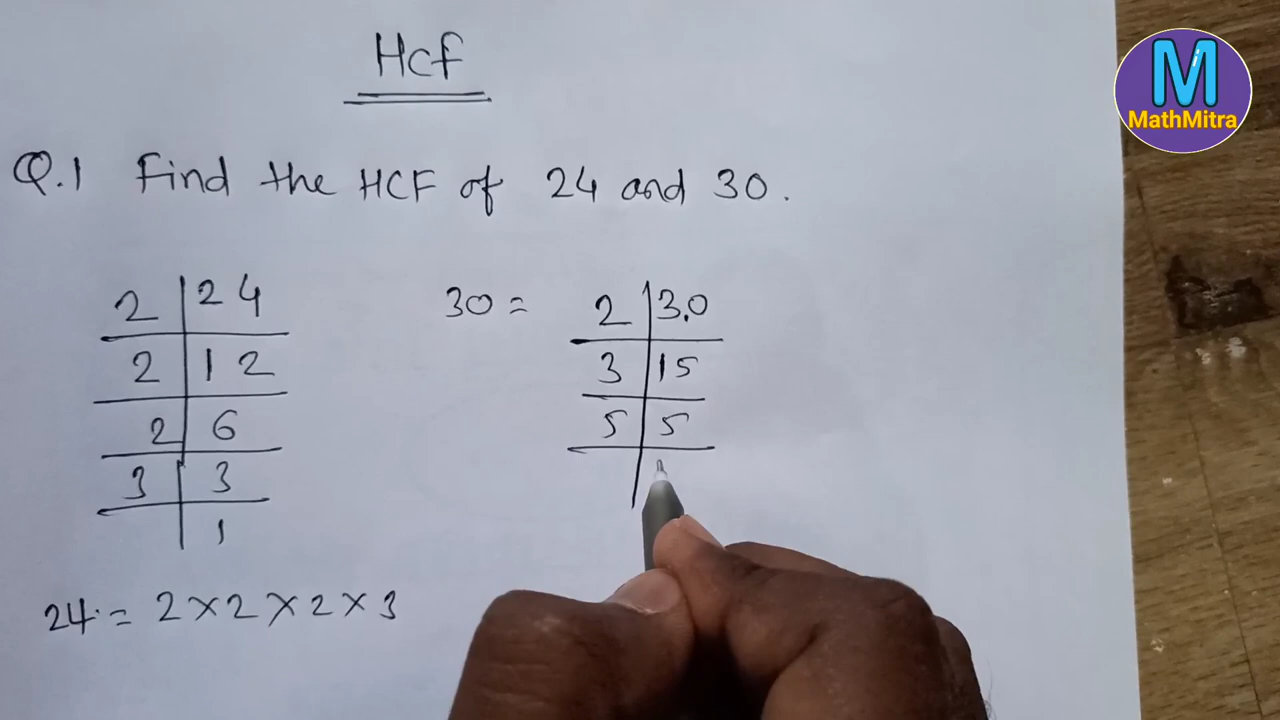 Hcf
M
MathMitra
Q.1 Find the HCF of 24 and 30.
2 | 24
2 | 12
2 | 6
3 | 3
1
30 =
2 | 30
3 | 15
5 | 5
24 = 2 × 2 × 2 × 3